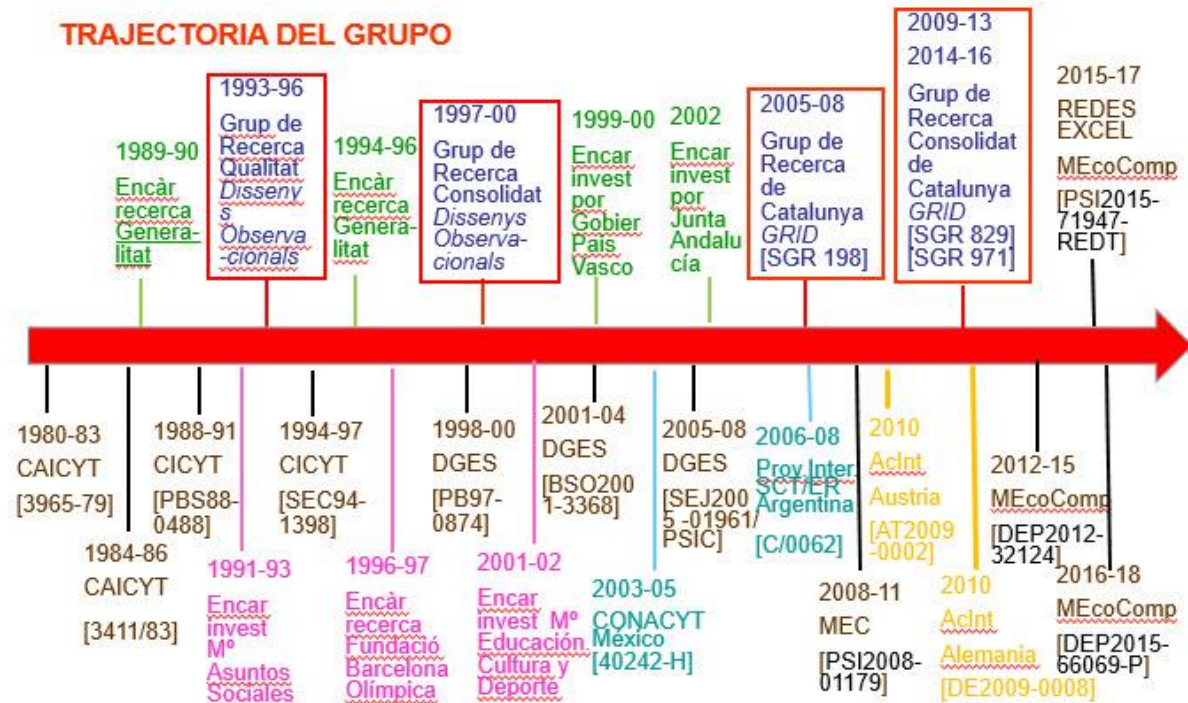 TRAJECTORIA DEL GRUPO
1989-90
Encàr
recerca
Genera-
litat
1993-96
Grup de
Recerca
Qualitat
Disseny
s
Observa
-cionals
1994-96
Encàr
recerca
Genera-
litat
1997-00
Grup de
Recerca
Consolidat
Dissenys
Observa-
cionals
1999-00
Encar
invest
por
Gobier
País
Vasco
2002
Encar
invest
por
Junta
Andalu
cía
2005-08
Grup de
Recerca
de
Catalunya
GRID
[SGR 198]
2009-13
2014-16
Grup de
Recerca
Consolidat
de
Catalunya
GRID
[SGR 829]
[SGR 971]
2015-17
REDES
EXCEL
MEcoComp
[PSI2015-
71947-
REDT]
1980-83
CAICYT
[3965-79]
1984-86
CAICYT
[3411/83]
1988-91
CICYT
[PBS88-
0488]
1991-93
Encar
invest
Mº
Asuntos
Sociales
1994-97
CICYT
[SEC94-
1398]
1996-97
Encàr
recerca
Fundació
Barcelona
Olímpica
1998-00
DGES
[PB97-
0874]
2001-02
Encar
invest Mº
Educación.
Cultura y
Deporte
2001-04
DGES
[BSO200
1-3368]
2003-05
CONACYT
México
[40242-H]
2005-08
DGES
[SEJ200
5 -01961/
PSIC]
2006-08
Prov.Inter.
SCT/ER
Argentina
[C/0062]
2008-11
MEC
[PSI2008-
01179]
2010
AcInt
Austria
[AT2009
-0002]
2010
AcInt
Alemania
[DE2009-0008]
2012-15
MEcoComp
[DEP2012-
32124]
2016-18
MEcoComp
[DEP2015-
66069-P]